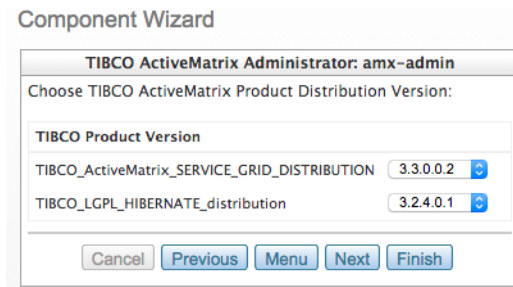 Component Wizard
TIBCO ActiveMatrix Administrator: amx-admin
Choose TIBCO ActiveMatrix Product Distribution Version:
TIBCO Product Version
TIBCO_ActiveMatrix_SERVICE_GRID_DISTRIBUTION 3.3.0.0.2
TIBCO_LGPL_HIBERNATE_distribution 3.2.4.0.1
Cancel Previous Menu Next Finish